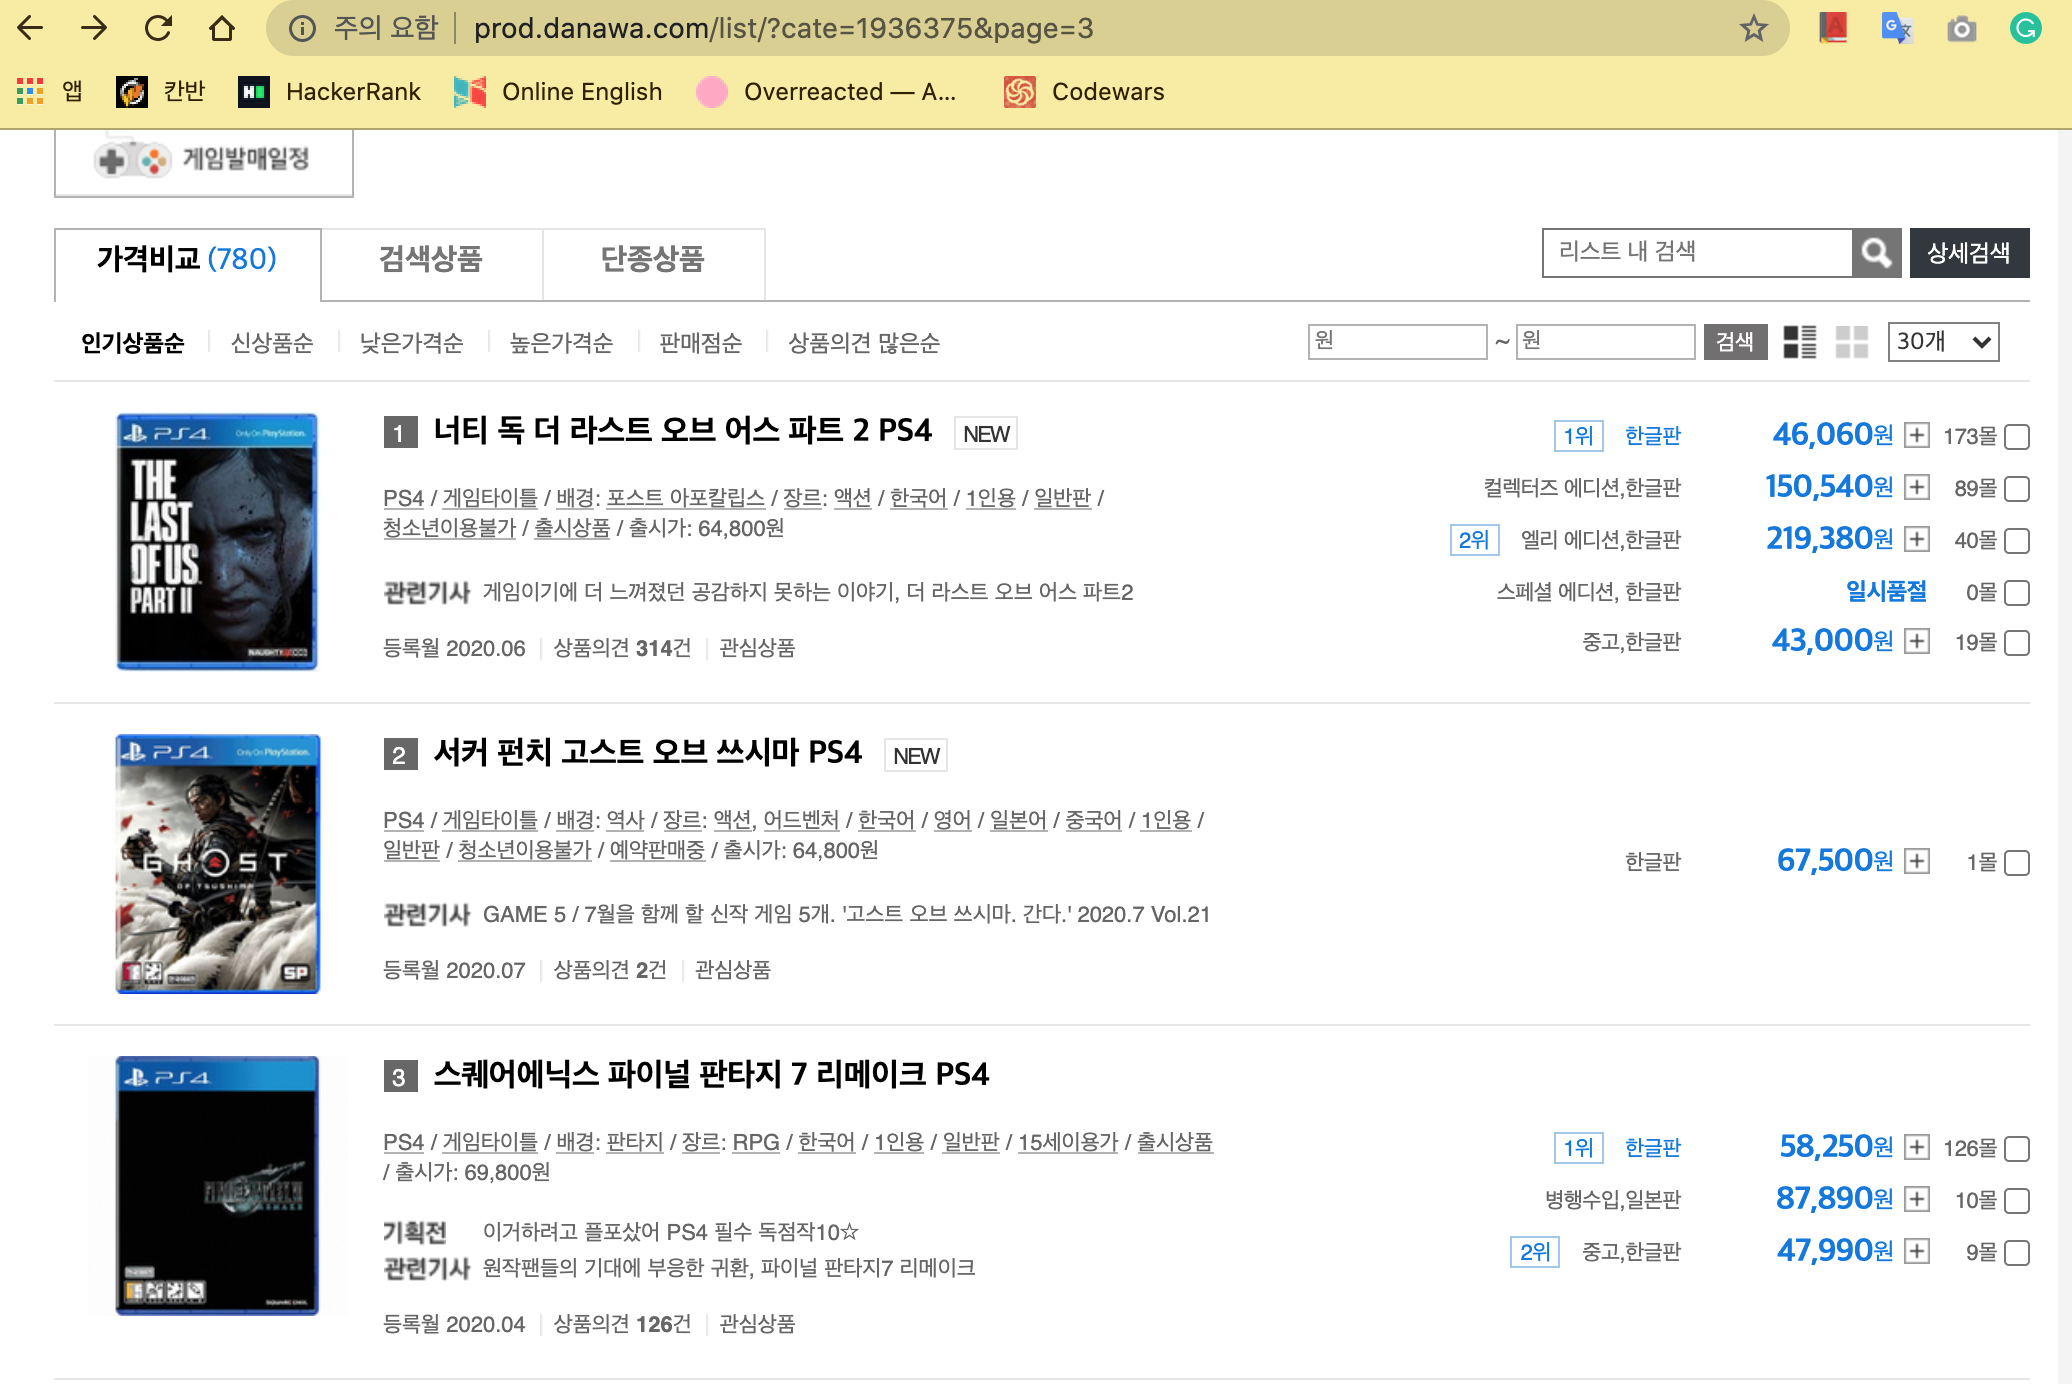 주의 요함 | prod.danawa.com/list/?cate=1936375&page=3
앱 칸반 HackerRank Online English Overreacted — A... Codewars
게임발매일정
가격비교 (780) 검색상품 단종상품 리스트 내 검색 상세검색
인기상품순 신상품순 낮은가격순 높은가격순 판매점순 상품의견 많은순 원 ~ 원 검색 30개
PS4 Only On PlayStation.
THE LAST OF US PART II
1 너티 독 더 라스트 오브 어스 파트 2 PS4 NEW
PS4 / 게임타이틀 / 배경: 포스트 아포칼립스 / 장르: 액션 / 한국어 / 1인용 / 일반판 /
청소년이용불가 / 출시상품 / 출시가: 64,800원
관련기사 게임이기에 더 느껴졌던 공감하지 못하는 이야기, 더 라스트 오브 어스 파트2
등록월 2020.06 상품의견 314건 관심상품
1위 한글판 46,060원 173몰
컬렉터즈 에디션,한글판 150,540원 89몰
2위 엘리 에디션,한글판 219,380원 40몰
스페셜 에디션, 한글판 일시품절 0몰
중고,한글판 43,000원 19몰
PS4 Only On PlayStation.
GHOST
OF TSUSHIMA
SP
2 서커 펀치 고스트 오브 쓰시마 PS4 NEW
PS4 / 게임타이틀 / 배경: 역사 / 장르: 액션, 어드벤처 / 한국어 / 영어 / 일본어 / 중국어 / 1인용 /
일반판 / 청소년이용불가 / 예약판매중 / 출시가: 64,800원
관련기사 GAME 5 / 7월을 함께 할 신작 게임 5개. '고스트 오브 쓰시마. 간다.' 2020.7 Vol.21
등록월 2020.07 상품의견 2건 관심상품
한글판 67,500원 1몰
PS4
3 스퀘어에닉스 파이널 판타지 7 리메이크 PS4
PS4 / 게임타이틀 / 배경: 판타지 / 장르: RPG / 한국어 / 1인용 / 일반판 / 15세이용가 / 출시상품
/ 출시가: 69,800원
기획전 이거하려고 플포샀어 PS4 필수 독점작10☆
관련기사 원작팬들의 기대에 부응한 귀환, 파이널 판타지7 리메이크
등록월 2020.04 상품의견 126건 관심상품
1위 한글판 58,250원 126몰
병행수입,일본판 87,890원 10몰
2위 중고,한글판 47,990원 9몰